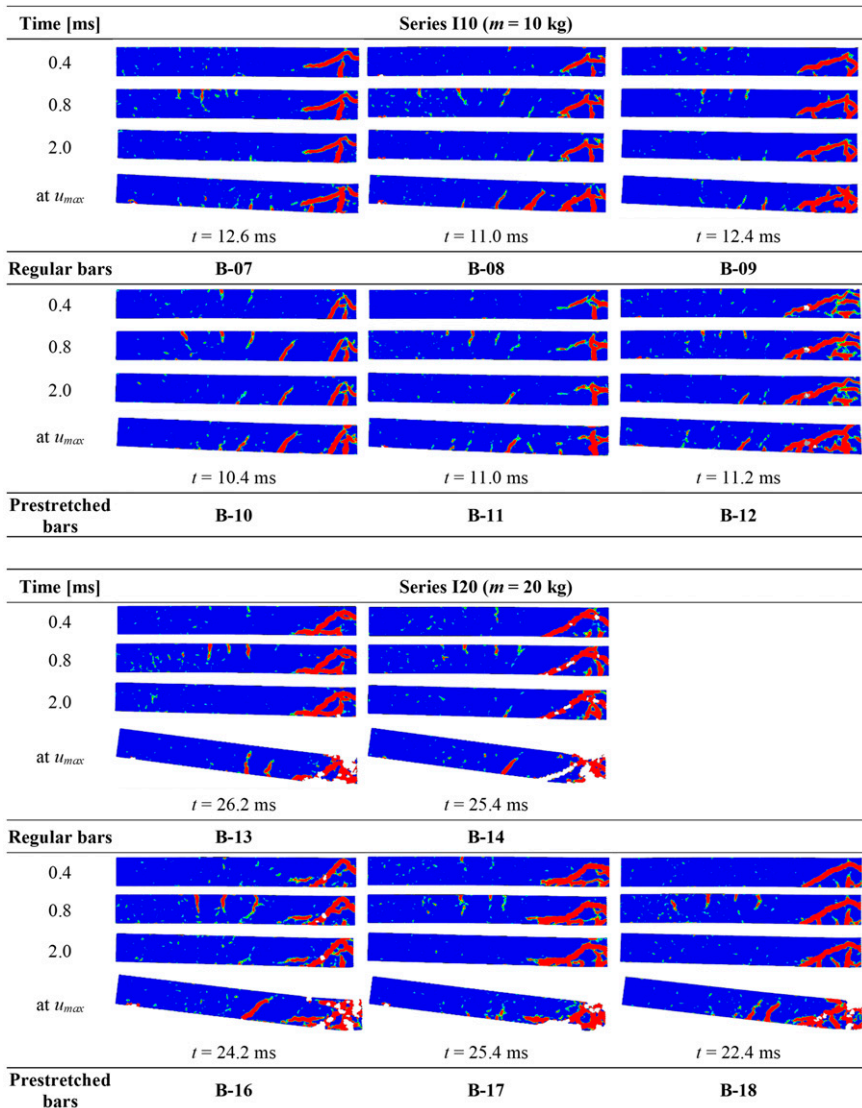 Time [ms] Series I10 (m = 10 kg)
0.4
0.8
2.0
at umax
t = 12.6 ms t = 11.0 ms t = 12.4 ms
Regular bars B-07 B-08 B-09
0.4
0.8
2.0
at umax
t = 10.4 ms t = 11.0 ms t = 11.2 ms
Prestretched
bars B-10 B-11 B-12
Time [ms] Series I20 (m = 20 kg)
0.4
0.8
2.0
at umax
t = 26.2 ms t = 25.4 ms
Regular bars B-13 B-14
0.4
0.8
2.0
at umax
t = 24.2 ms t = 25.4 ms t = 22.4 ms
Prestretched
bars B-16 B-17 B-18